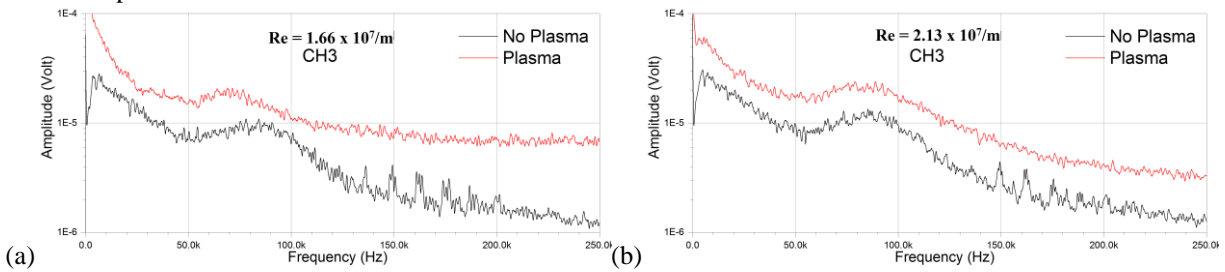 1E-4
1E-5
1E-6
Amplitude (Volt)
Re = 1.66 x 10⁷/m
CH3
No Plasma
Plasma
0.0 50.0k 100.0k 150.0k 200.0k 250.0k
Frequency (Hz)
(a)
1E-4
1E-5
1E-6
Amplitude (Volt)
Re = 2.13 x 10⁷/m
CH3
No Plasma
Plasma
0.0 50.0k 100.0k 150.0k 200.0k 250.0k
Frequency (Hz)
(b)